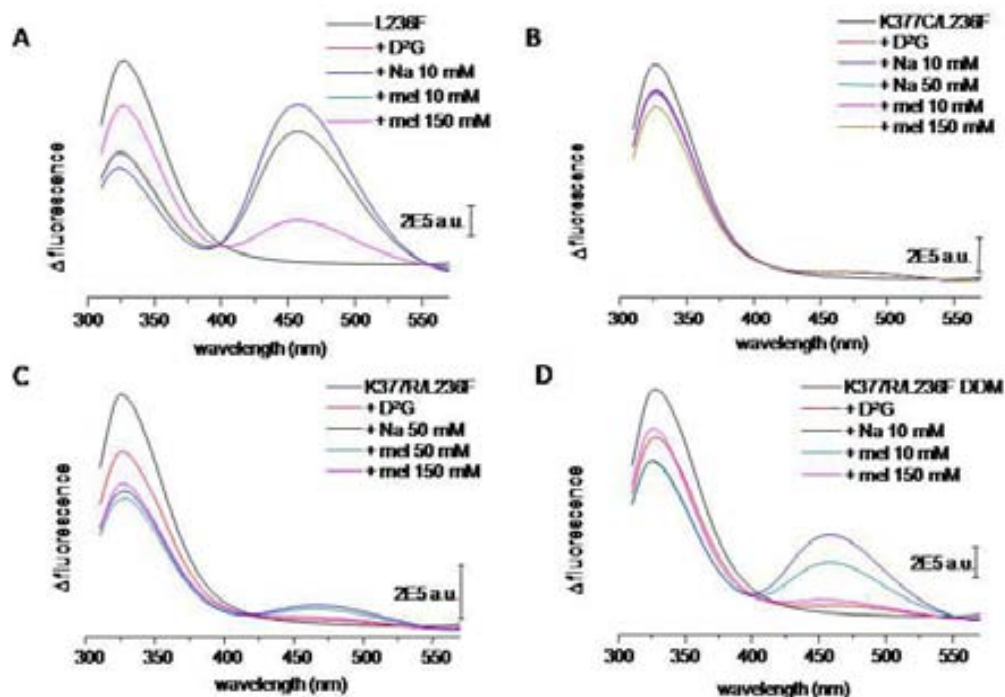 A
L236F
+ D²G
+ Na 10 mM
+ mel 10 mM
+ mel 150 mM
2E5 a.u.
Δ fluorescence
300 350 400 450 500 550
wavelength (nm)
B
K377C/L236F
+ D²G
+ Na 10 mM
+ Na 50 mM
+ mel 10 mM
+ mel 150 mM
2E5 a.u.
Δ fluorescence
300 350 400 450 500 550
wavelength (nm)
C
K377R/L236F
+ D²G
+ Na 50 mM
+ mel 50 mM
+ mel 150 mM
2E5 a.u.
Δ fluorescence
300 350 400 450 500 550
wavelength (nm)
D
K377R/L236F DDM
+ D²G
+ Na 10 mM
+ mel 10 mM
+ mel 150 mM
2E5 a.u.
Δ fluorescence
300 350 400 450 500 550
wavelength (nm)